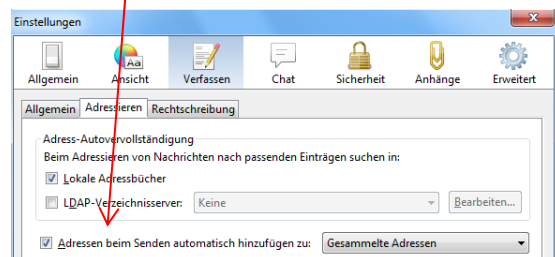 Einstellungen
Aa
Allgemein Ansicht Verfassen Chat Sicherheit Anhänge Erweitert
Allgemein Adressieren Rechtschreibung
Adress-Autovervollständigung
Beim Adressieren von Nachrichten nach passenden Einträgen suchen in:
Lokale Adressbücher
LDAP-Verzeichnisserver: Keine Bearbeiten...
Adressen beim Senden automatisch hinzufügen zu: Gesammelte Adressen